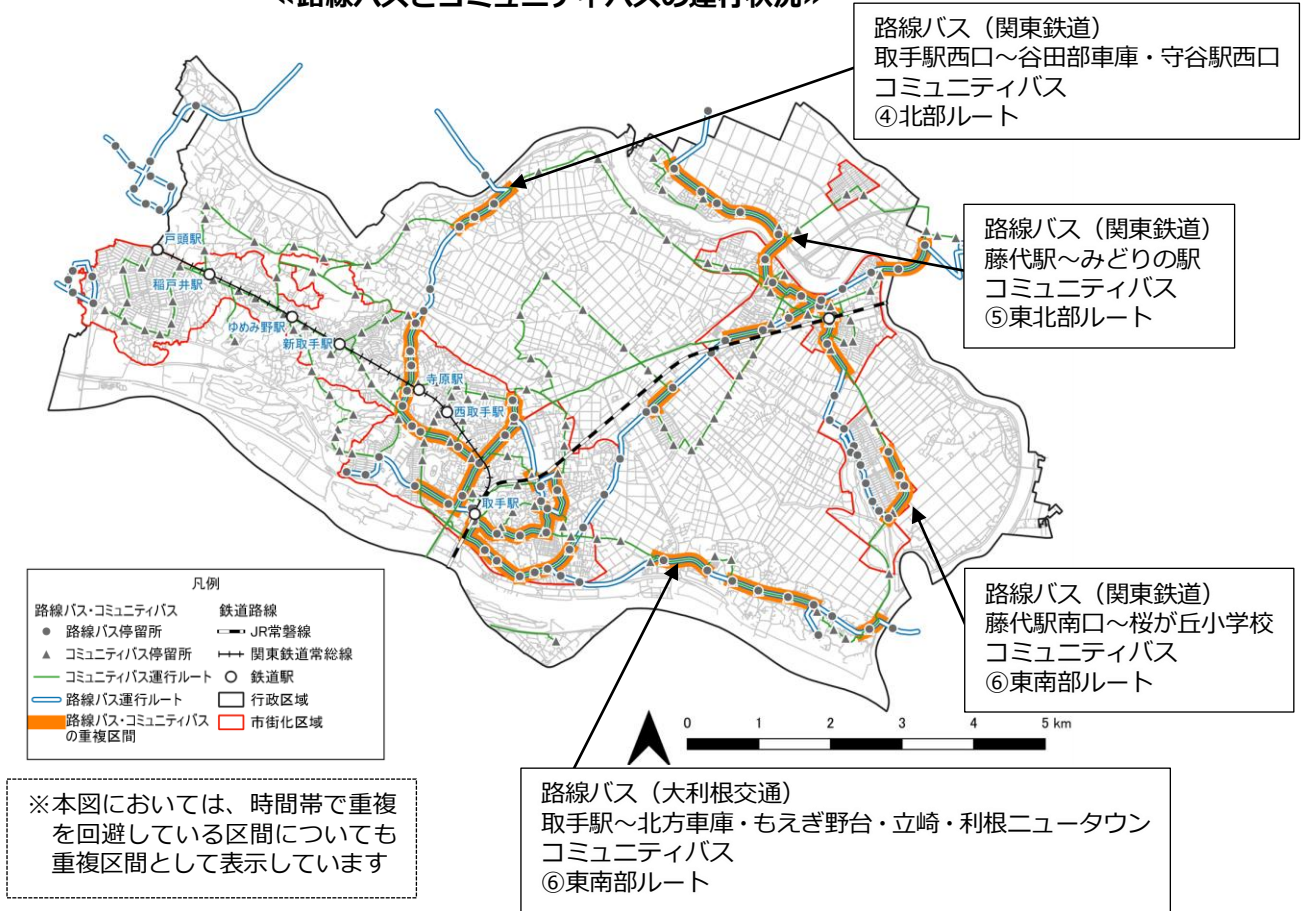 ≪路線バスとコミュニティバスの運行状況≫
路線バス（関東鉄道）
取手駅西口～谷田部車庫・守谷駅西口
コミュニティバス
④北部ルート
路線バス（関東鉄道）
藤代駅～みどりの駅
コミュニティバス
⑤東北部ルート
戸頭駅
稲戸井駅
ゆめみ野駅
新取手駅
寺原駅
西取手駅
取手駅
路線バス（関東鉄道）
藤代駅南口～桜が丘小学校
コミュニティバス
⑥東南部ルート
凡例
路線バス・コミュニティバス
路線バス停留所
コミュニティバス停留所
コミュニティバス運行ルート
路線バス運行ルート
路線バス・コミュニティバス
の重複区間
鉄道路線
JR常磐線
関東鉄道常総線
鉄道駅
行政区域
市街化区域
0 1 2 3 4 5 km
※本図においては、時間帯で重複
を回避している区間についても
重複区間として表示しています
路線バス（大利根交通）
取手駅～北方車庫・もえぎ野台・立崎・利根ニュータウン
コミュニティバス
⑥東南部ルート